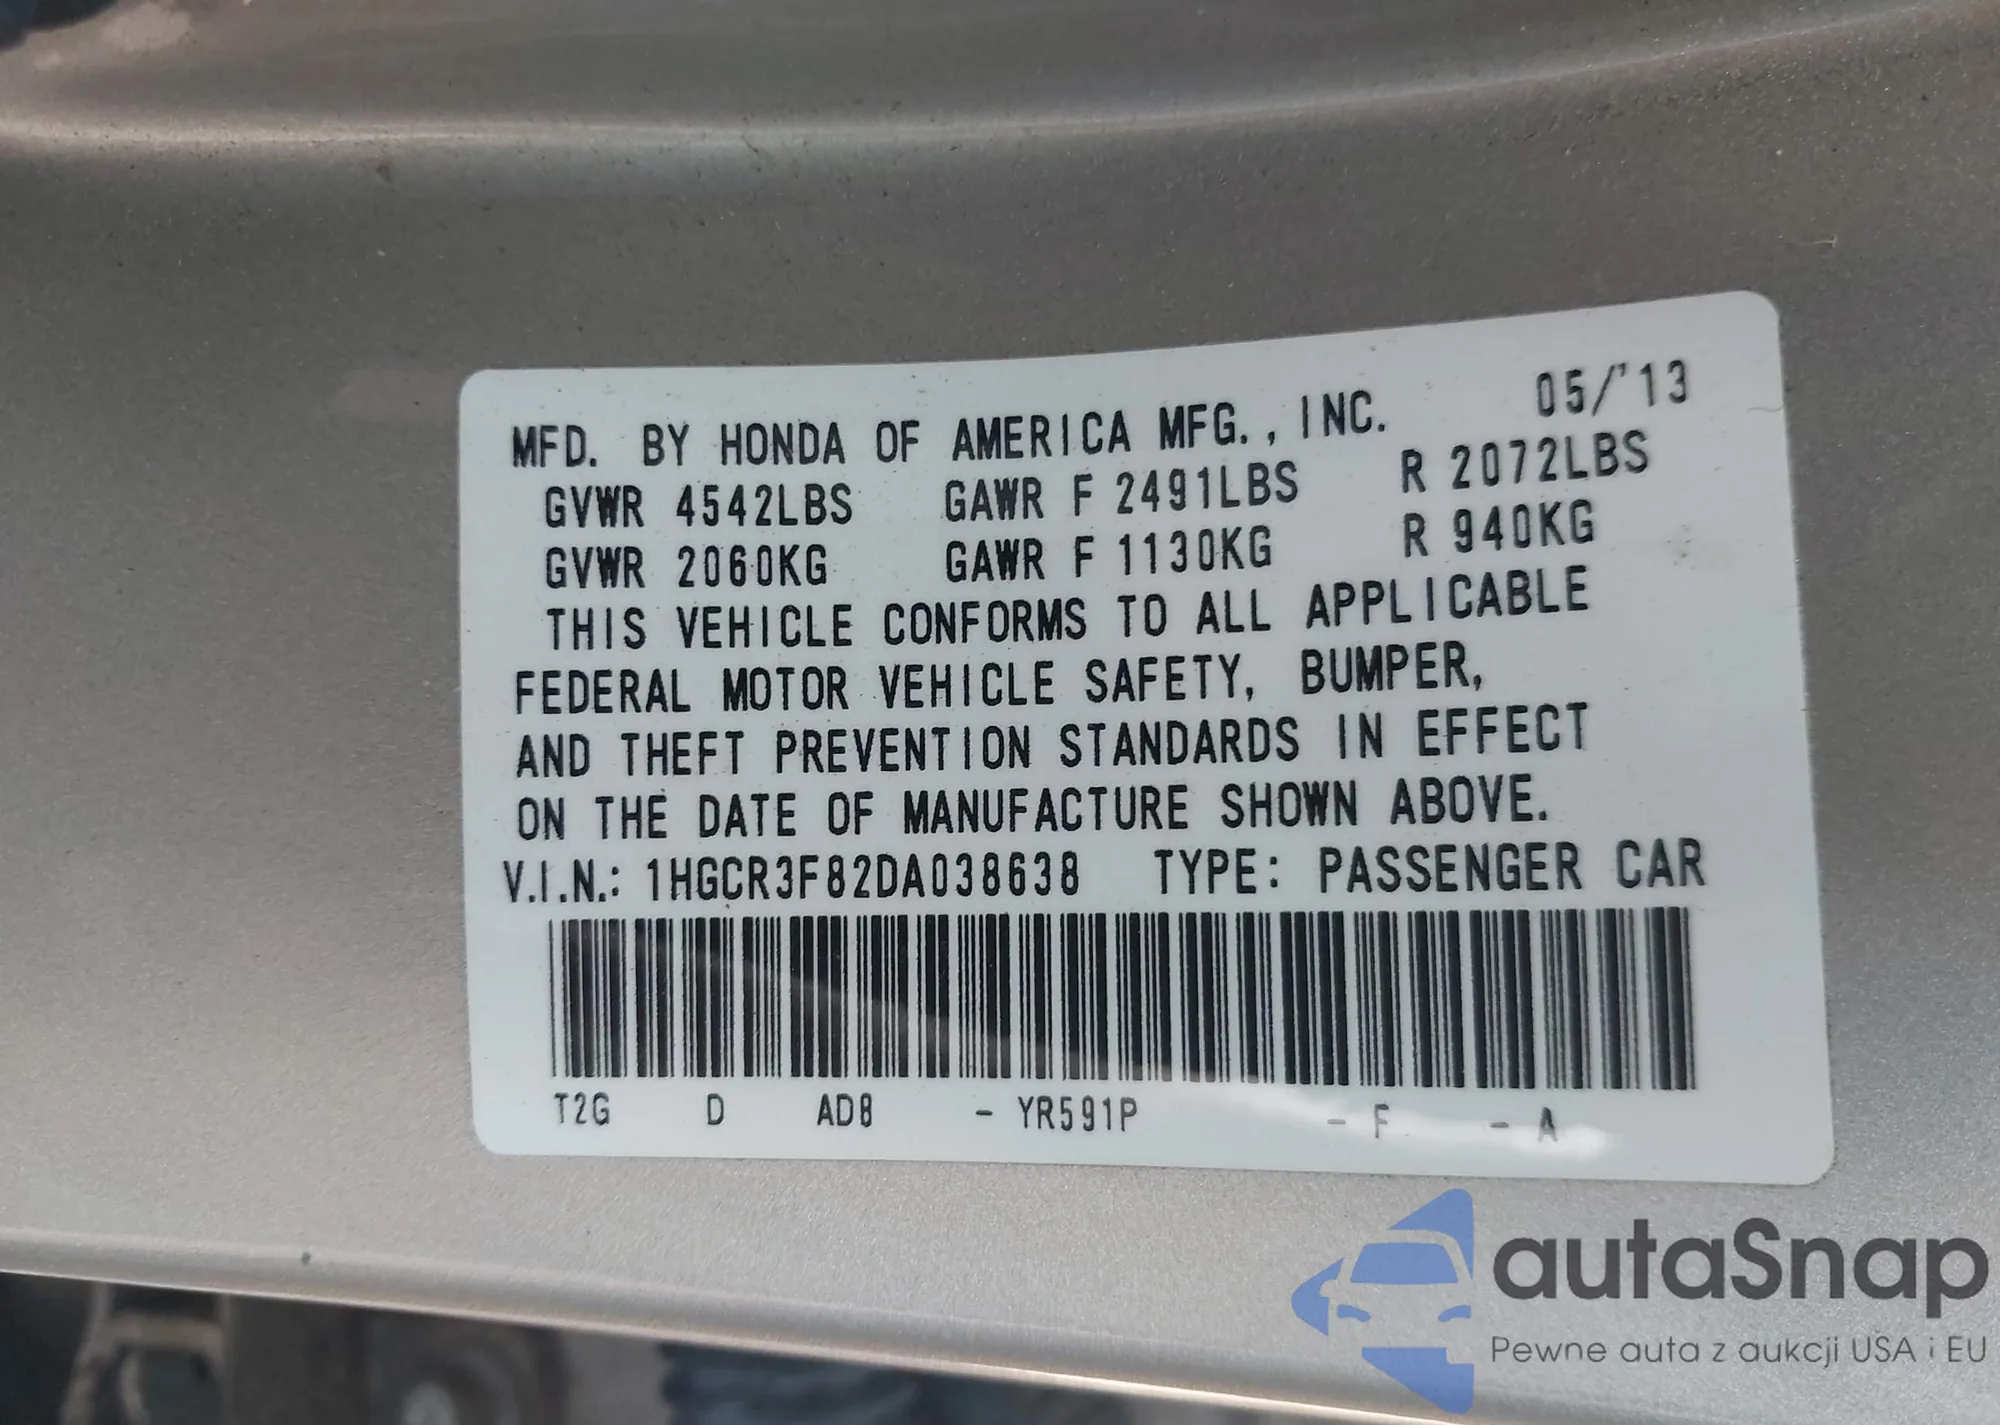 MFD. BY HONDA OF AMERICA MFG., INC. 05/'13
GVWR 4542LBS GAWR F 2491LBS R 2072LBS
GVWR 2060KG GAWR F 1130KG R 940KG
THIS VEHICLE CONFORMS TO ALL APPLICABLE
FEDERAL MOTOR VEHICLE SAFETY, BUMPER,
AND THEFT PREVENTION STANDARDS IN EFFECT
ON THE DATE OF MANUFACTURE SHOWN ABOVE.
V.I.N.: 1HGCR3F82DA038638 TYPE: PASSENGER CAR
T2G D AD8 - YR591P - F - A
autaSnap
Pewne auta z aukcji USA i EU